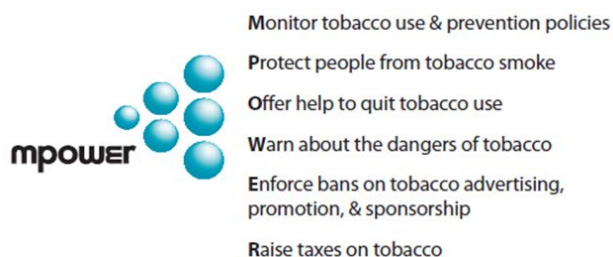 Monitor tobacco use & prevention policies
Protect people from tobacco smoke
Offer help to quit tobacco use
mpower
Warn about the dangers of tobacco
Enforce bans on tobacco advertising,
promotion, & sponsorship
Raise taxes on tobacco